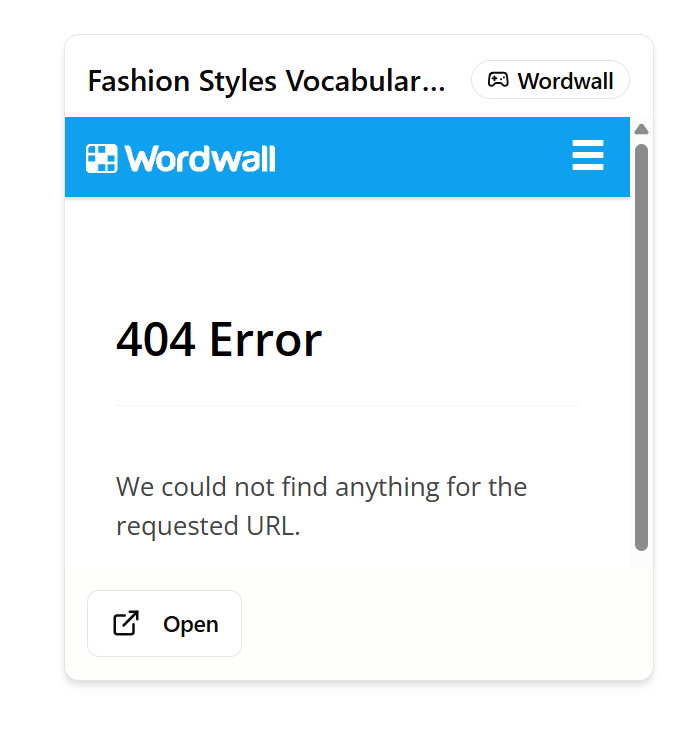 Fashion Styles Vocabular...
Wordwall
Wordwall
404 Error
We could not find anything for the
requested URL.
Open